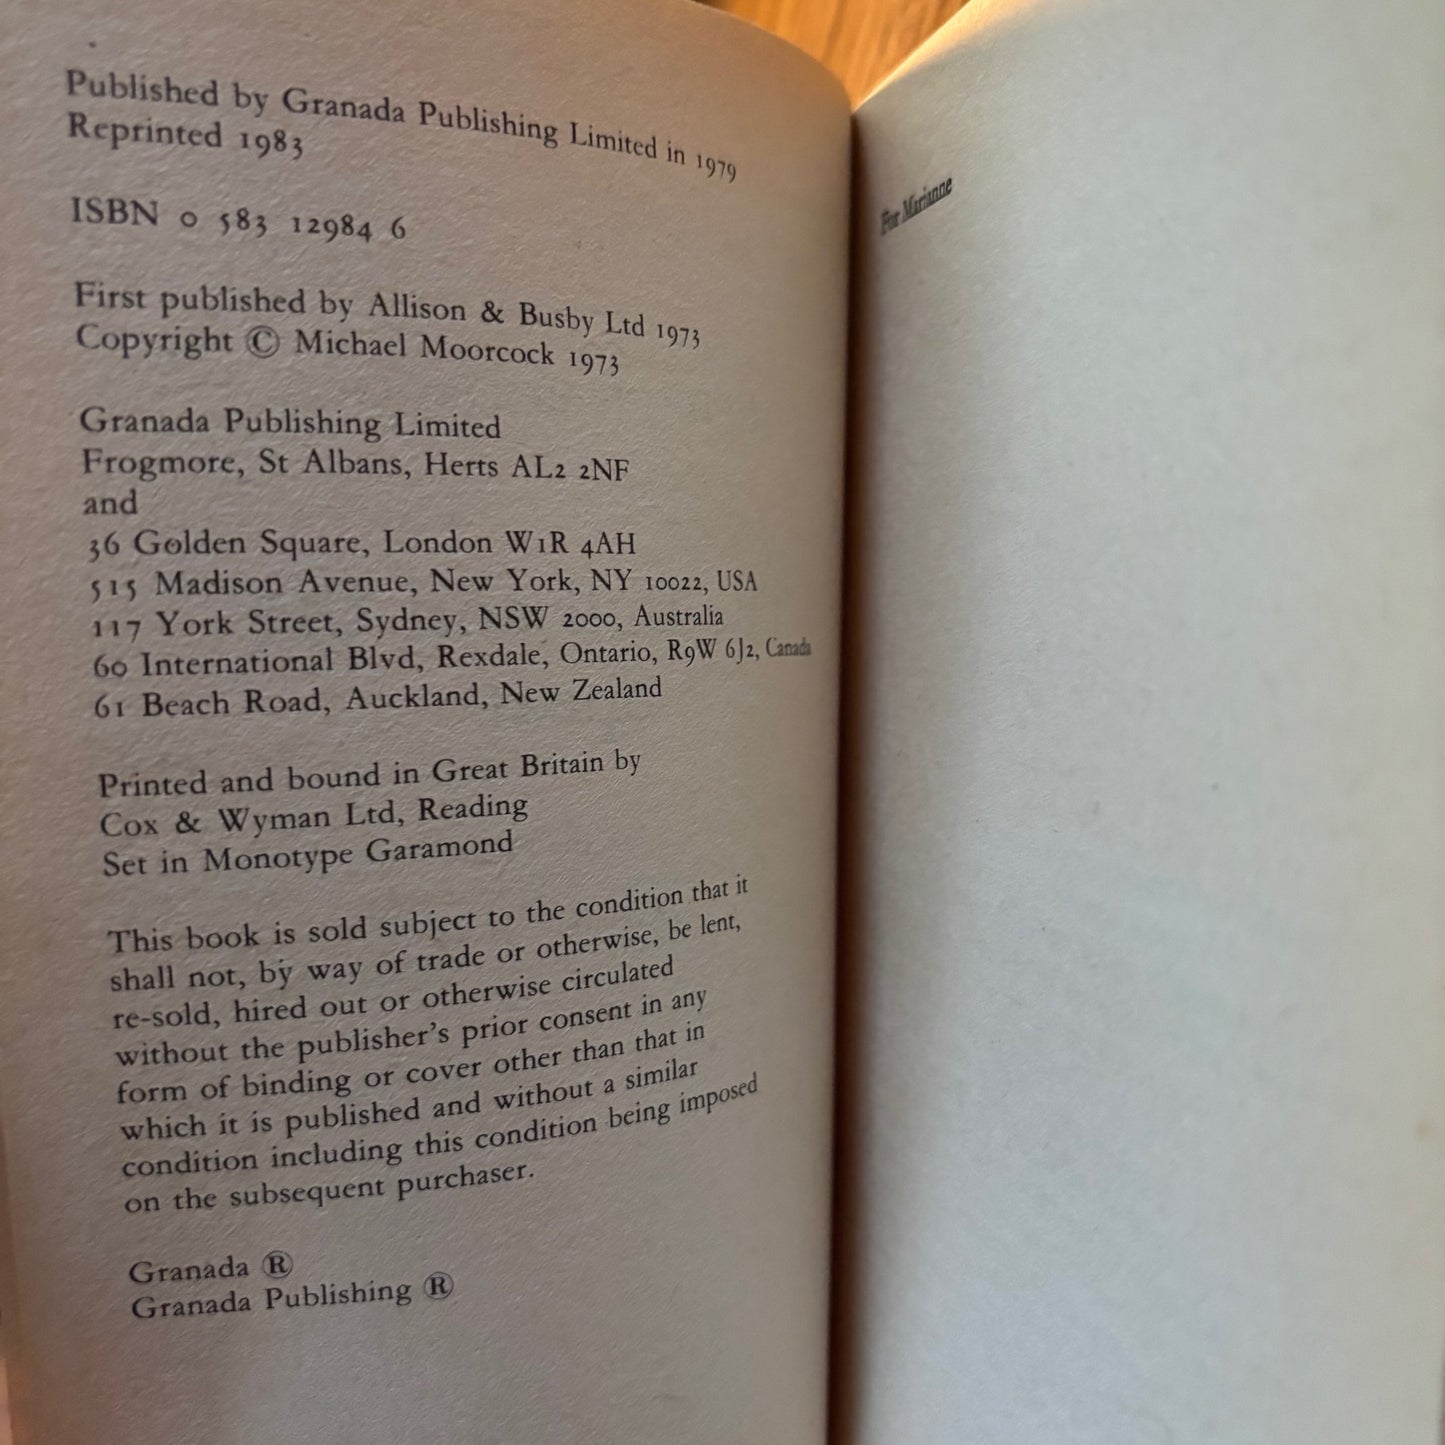 Published by Granada Publishing Limited in 1979
Reprinted 1983
ISBN 0 583 12984 6
First published by Allison & Busby Ltd 1973
Copyright © Michael Moorcock 1973
Granada Publishing Limited
Frogmore, St Albans, Herts AL2 2NF
and
36 Golden Square, London W1R 4AH
515 Madison Avenue, New York, NY 10022, USA
117 York Street, Sydney, NSW 2000, Australia
60 International Blvd, Rexdale, Ontario, R9W 6J2, Canada
61 Beach Road, Auckland, New Zealand
Printed and bound in Great Britain by
Cox & Wyman Ltd, Reading
Set in Monotype Garamond
This book is sold subject to the condition that it
shall not, by way of trade or otherwise, be lent,
re-sold, hired out or otherwise circulated
without the publisher's prior consent in any
form of binding or cover other than that in
which it is published and without a similar
condition including this condition being imposed
on the subsequent purchaser.
Granada ®
Granada Publishing ®
For Marianne